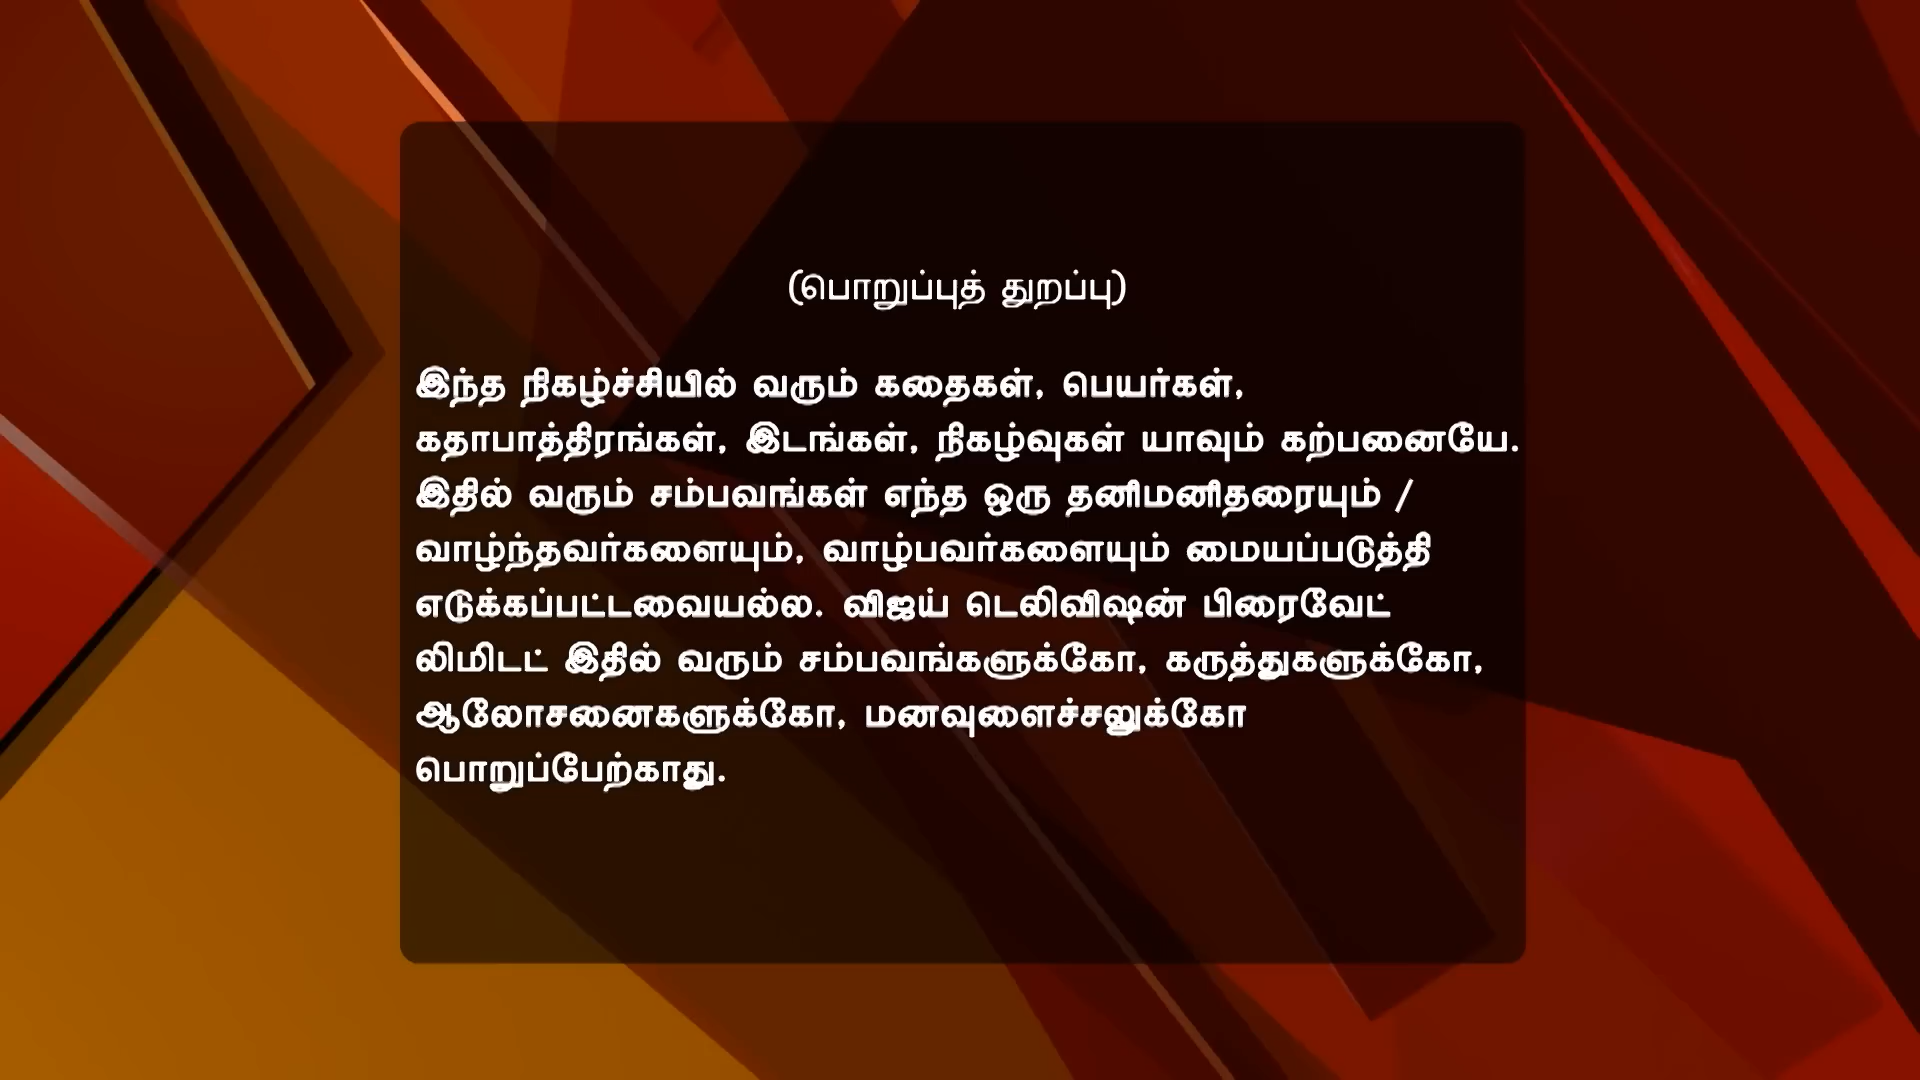 (பொறுப்புத் துறப்பு)
இந்த நிகழ்ச்சியில் வரும் கதைகள், பெயர்கள்,
கதாபாத்திரங்கள், இடங்கள், நிகழ்வுகள் யாவும் கற்பனையே.
இதில் வரும் சம்பவங்கள் எந்த ஒரு தனிமனிதரையும் /
வாழ்ந்தவர்களையும், வாழ்பவர்களையும் மையப்படுத்தி
எடுக்கப்பட்டவையல்ல. விஜய் டெலிவிஷன் பிரைவேட்
லிமிடட் இதில் வரும் சம்பவங்களுக்கோ, கருத்துகளுக்கோ,
ஆலோசனைகளுக்கோ, மனவுளைச்சலுக்கோ
பொறுப்பேற்காது.